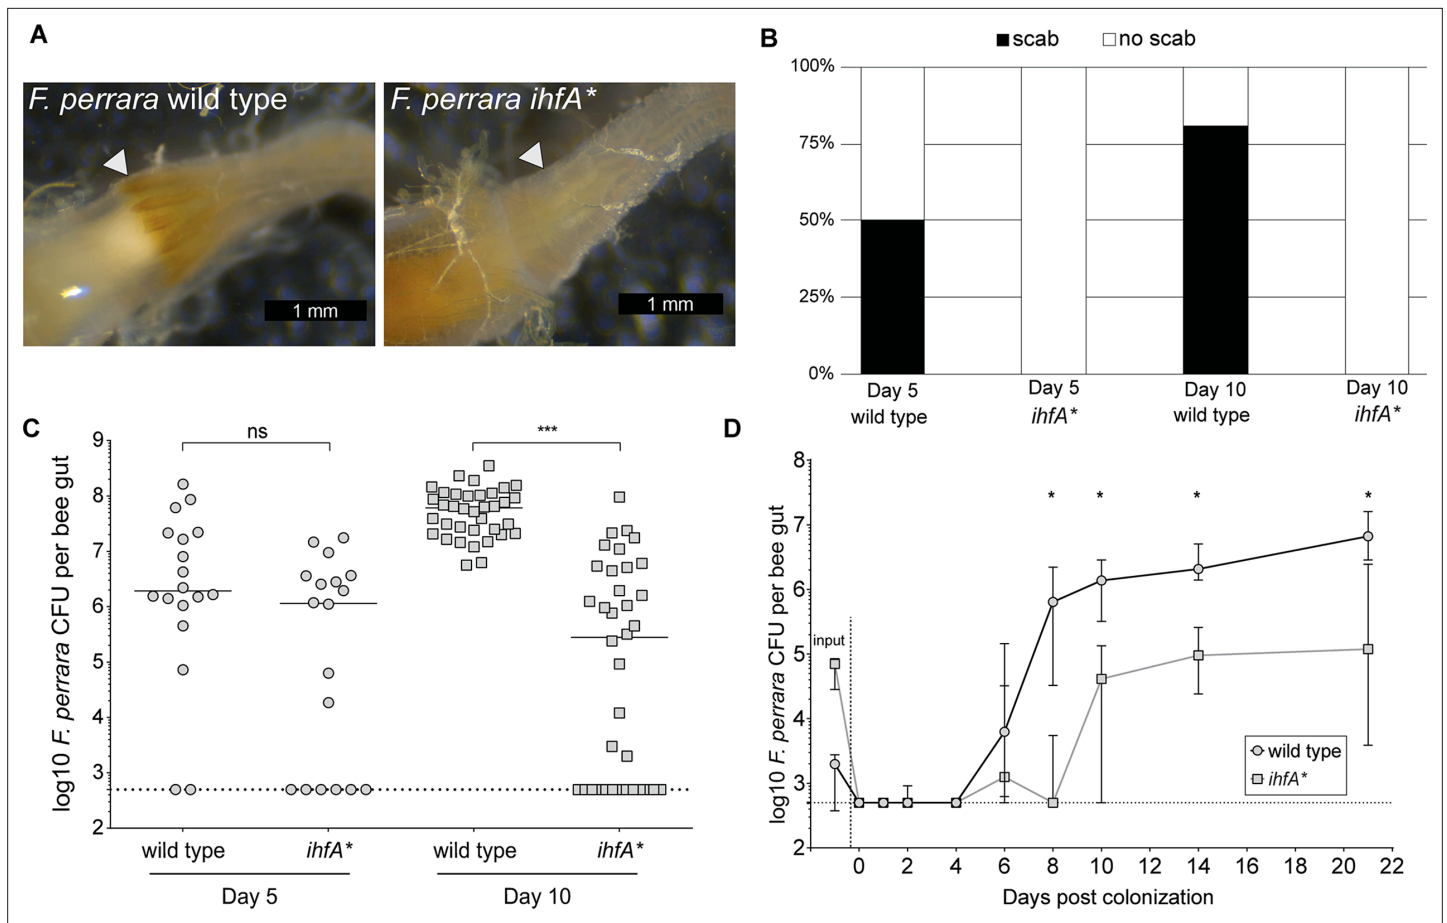 A
F. perrara wild type
1 mm
F. perrara ihfA*
1 mm
B
scab
no scab
100%
75%
50%
25%
0%
Day 5
wild type
Day 5
ihfA*
Day 10
wild type
Day 10
ihfA*
C
log10 F. perrara CFU per bee gut
9
8
7
6
5
4
3
2
ns
***
wild type
ihfA*
wild type
ihfA*
Day 5
Day 10
D
log10 F. perrara CFU per bee gut
8
7
6
5
4
3
2
input
*
*
*
*
wild type
ihfA*
0 2 4 6 8 10 12 14 16 18 20 22
Days post colonization